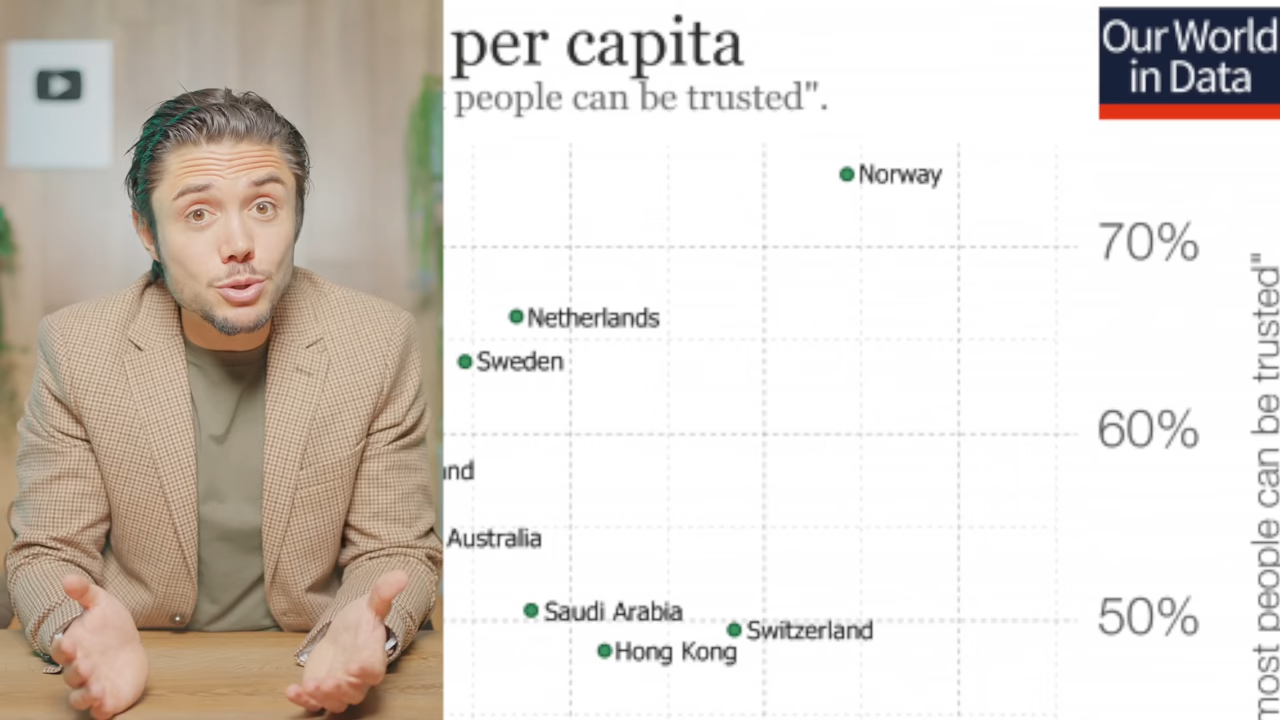 per capita
people can be trusted".
Our World
in Data
Norway
70%
Netherlands
Sweden
60%
nd
Australia
Saudi Arabia
50%
Switzerland
Hong Kong
most people can be trusted"